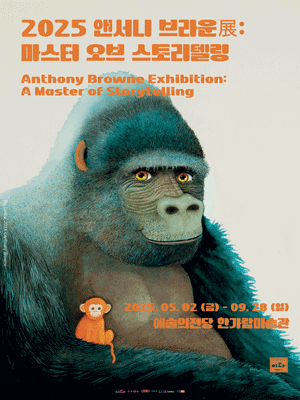 2025 앤서니 브라운展:
마스터 오브 스토리텔링
Anthony Browne Exhibition:
A Master of Storytelling
2025. 05. 02 (금) - 09. 28 (일)
예술의전당 한가람미술관